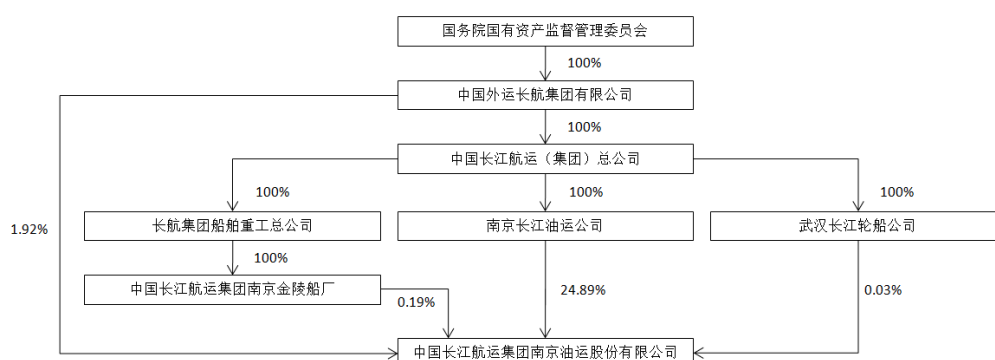 国务院国有资产监督管理委员会
100%
中国外运长航集团有限公司
100%
中国长江航运（集团）总公司
100%
100%
100%
长航集团船舶重工总公司
南京长江油运公司
武汉长江轮船公司
1.92%
100%
中国长江航运集团南京金陵船厂
0.19%
24.89%
0.03%
中国长江航运集团南京油运股份有限公司